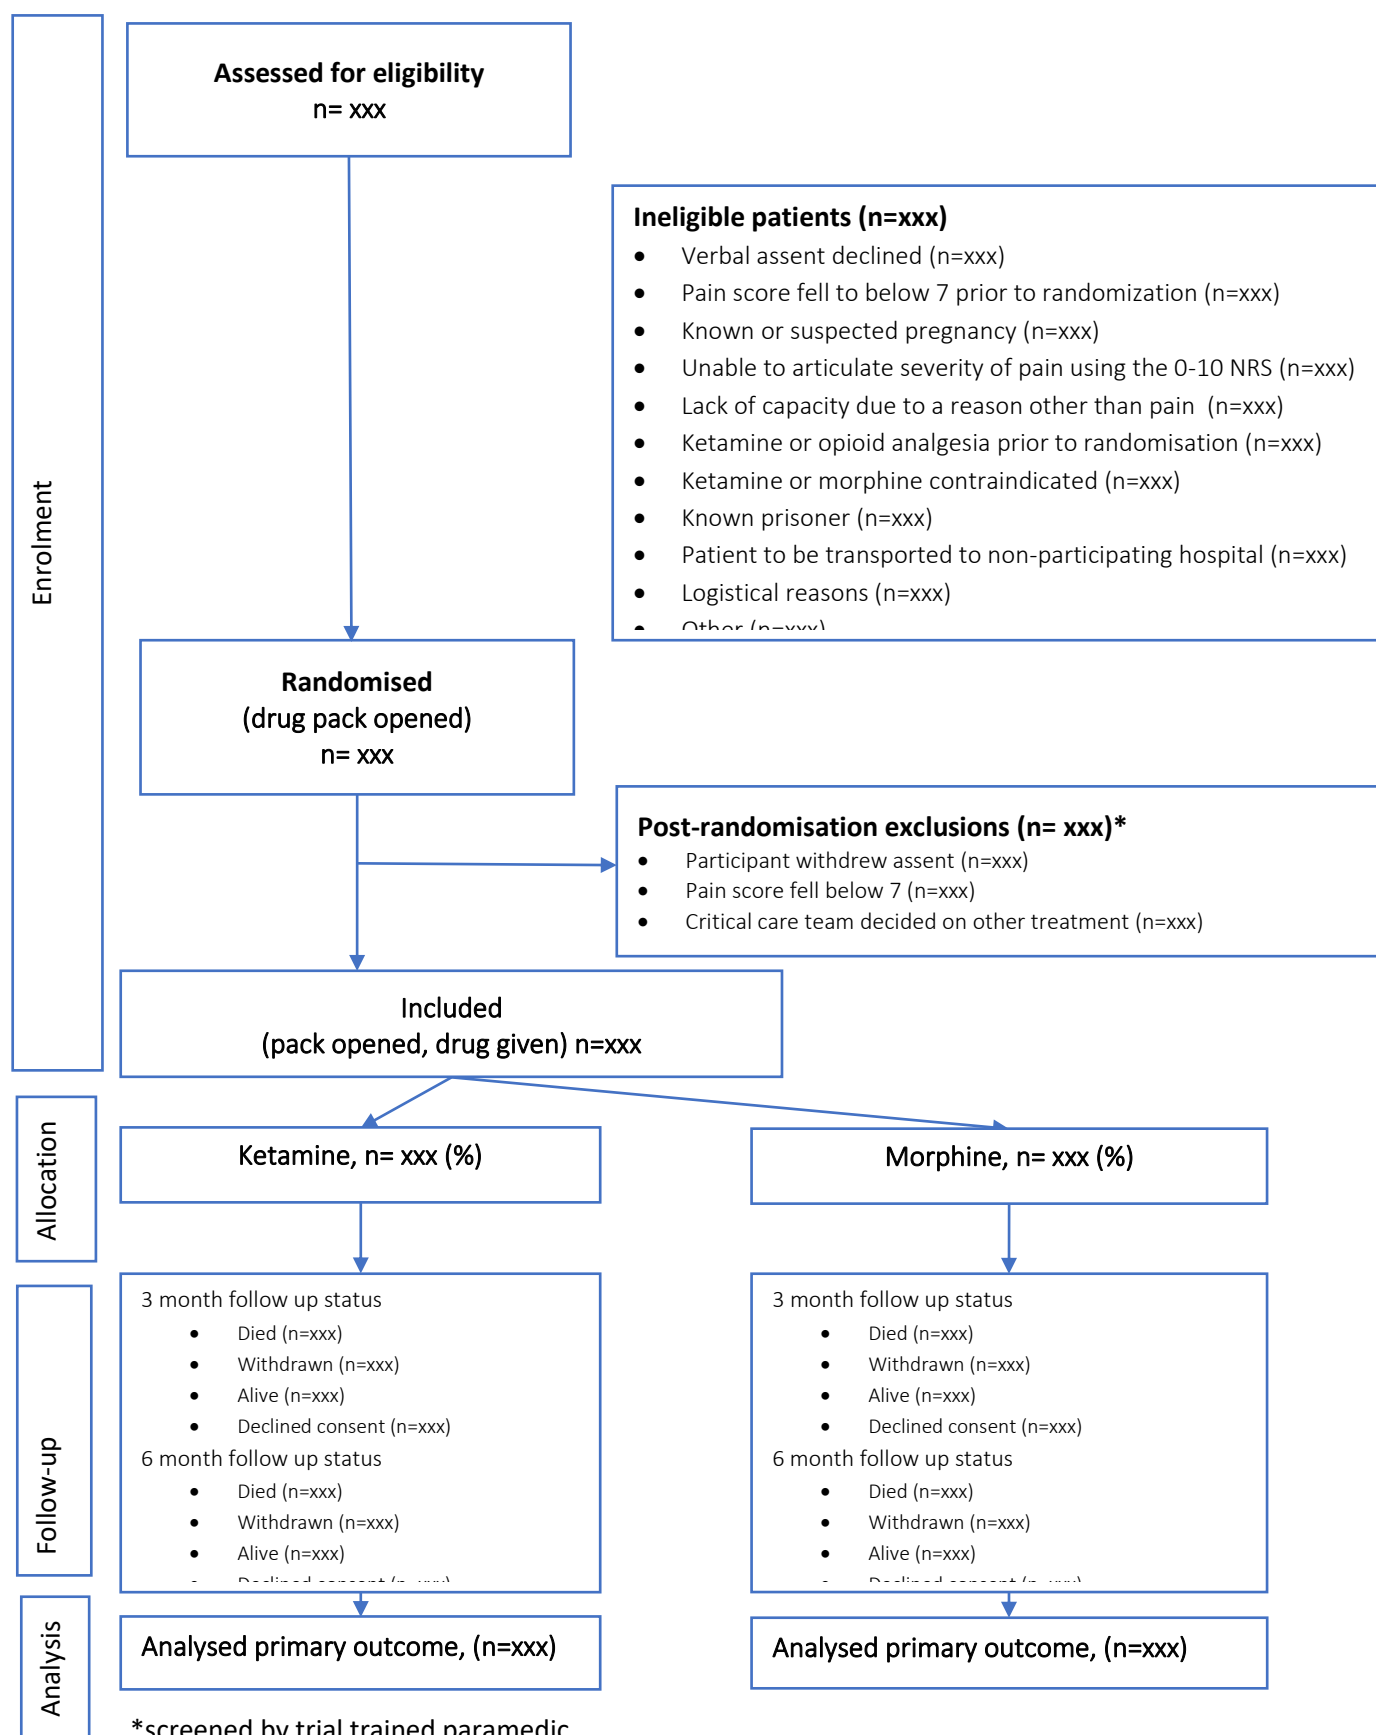 Enrolment
Assessed for eligibility
n= xxx
Ineligible patients (n=xxx)
• Verbal assent declined (n=xxx)
• Pain score fell to below 7 prior to randomization (n=xxx)
• Known or suspected pregnancy (n=xxx)
• Unable to articulate severity of pain using the 0-10 NRS (n=xxx)
• Lack of capacity due to a reason other than pain  (n=xxx)
• Ketamine or opioid analgesia prior to randomisation (n=xxx)
• Ketamine or morphine contraindicated (n=xxx)
• Known prisoner (n=xxx)
• Patient to be transported to non-participating hospital (n=xxx)
• Logistical reasons (n=xxx)
• Other (n=xxx)
Randomised
(drug pack opened)
n= xxx
Post-randomisation exclusions (n= xxx)*
• Participant withdrew assent (n=xxx)
• Pain score fell below 7 (n=xxx)
• Critical care team decided on other treatment (n=xxx)
Included
(pack opened, drug given) n=xxx
Allocation
Ketamine, n= xxx (%)
Morphine, n= xxx (%)
Follow-up
3 month follow up status
• Died (n=xxx)
• Withdrawn (n=xxx)
• Alive (n=xxx)
• Declined consent (n=xxx)
6 month follow up status
• Died (n=xxx)
• Withdrawn (n=xxx)
• Alive (n=xxx)
• Declined consent (n=xxx)
3 month follow up status
• Died (n=xxx)
• Withdrawn (n=xxx)
• Alive (n=xxx)
• Declined consent (n=xxx)
6 month follow up status
• Died (n=xxx)
• Withdrawn (n=xxx)
• Alive (n=xxx)
• Declined consent (n=xxx)
Analysis
Analysed primary outcome, (n=xxx)
Analysed primary outcome, (n=xxx)
*screened by trial trained paramedic